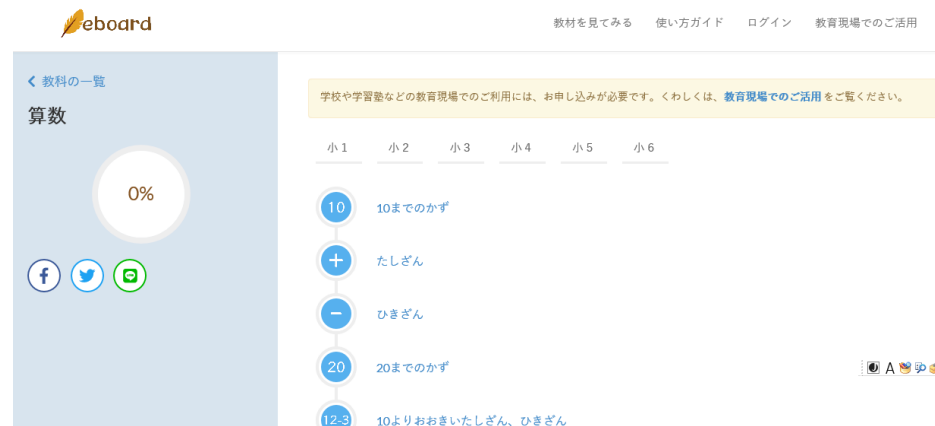 eboard
教材を見てみる 使い方ガイド ログイン 教育現場でのご活用
教科の一覧
算数
0%
学校や学習塾などの教育現場でのご利用には、お申し込みが必要です。くわしくは、教育現場でのご活用 をご覧ください。
小1 小2 小3 小4 小5 小6
10 10までのかず
+ たしざん
− ひきざん
20 20までのかず
12-3 10よりおおきいたしざん、ひきざん
A